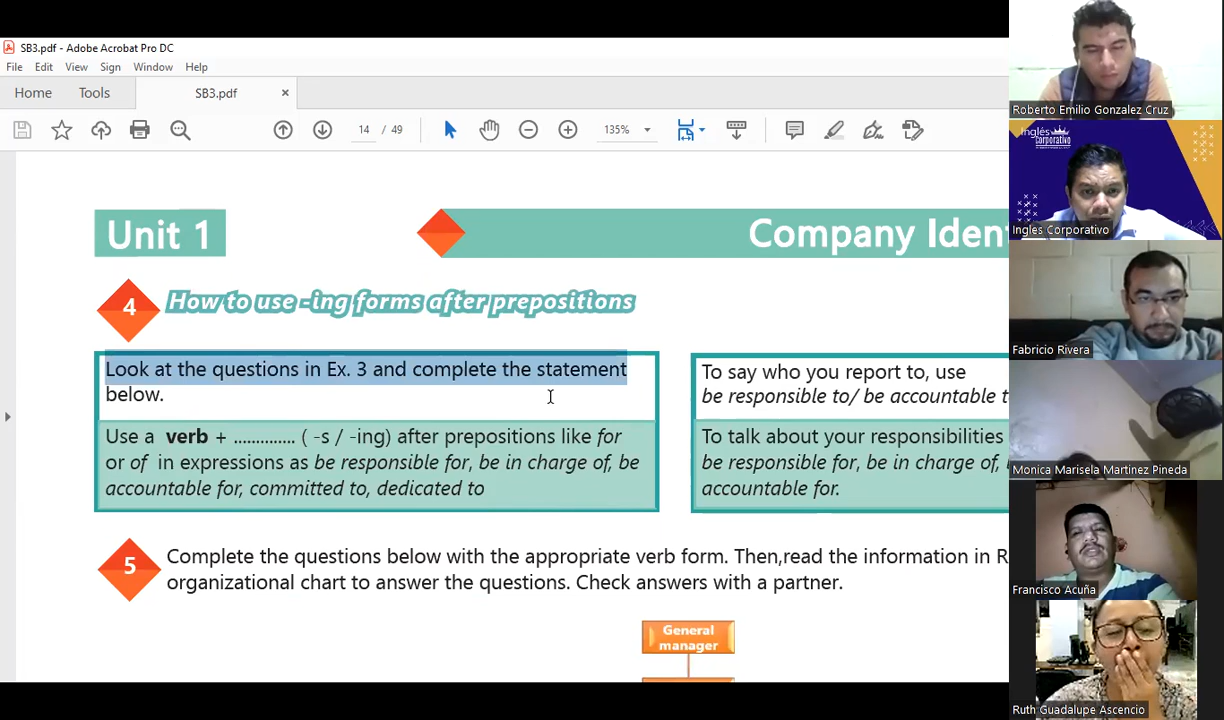 SB3.pdf - Adobe Acrobat Pro DC
File Edit View Sign Window Help
Home Tools SB3.pdf ×
14 / 49 135%
Unit 1
Company Iden
4 How to use -ing forms after prepositions
Look at the questions in Ex. 3 and complete the statement
below.
Use a verb + ............. ( -s / -ing) after prepositions like for
or of in expressions as be responsible for, be in charge of, be
accountable for, committed to, dedicated to
To say who you report to, use
be responsible to/ be accountable t
To talk about your responsibilities
be responsible for, be in charge of,
accountable for.
5 Complete the questions below with the appropriate verb form. Then,read the information in R
organizational chart to answer the questions. Check answers with a partner.
General
manager
Roberto Emilio Gonzalez Cruz
Inglés
Corporativo
Ingles Corporativo
Fabricio Rivera
Monica Marisela Martinez Pineda
Francisco Acuña
Ruth Guadalupe Ascencio